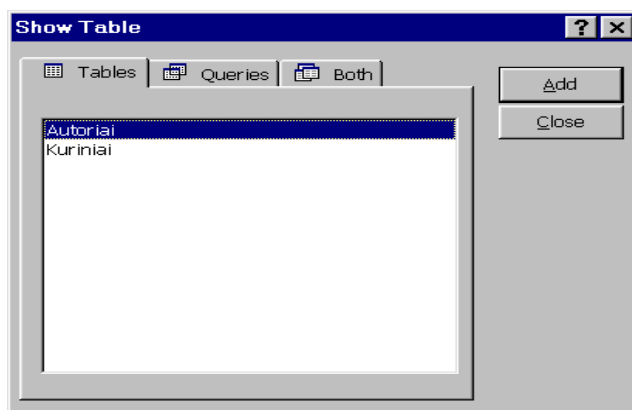 Show Table
Tables Queries Both
Add
Close
Autoriai
Kuriniai